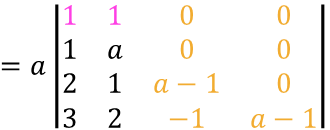 1 1 0 0
1 a 0 0
= a
2 1 a − 1 0
3 2 −1 a − 1